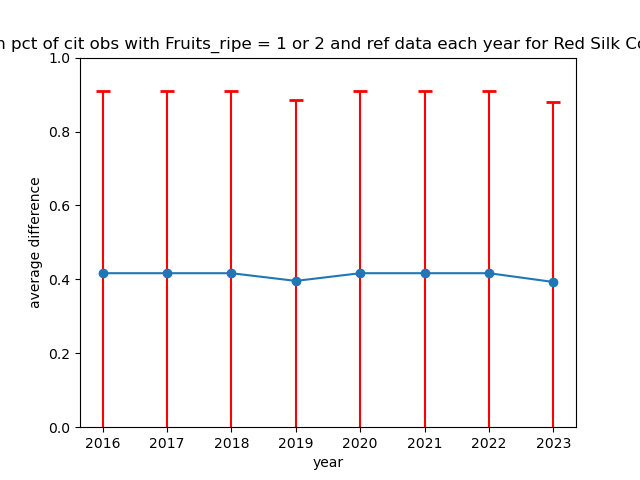 pct of cit obs with Fruits_ripe = 1 or 2 and ref data each year for Red Silk
1.0
0.8
0.6
0.4
0.2
0.0
average difference
2016 2017 2018 2019 2020 2021 2022 2023
year